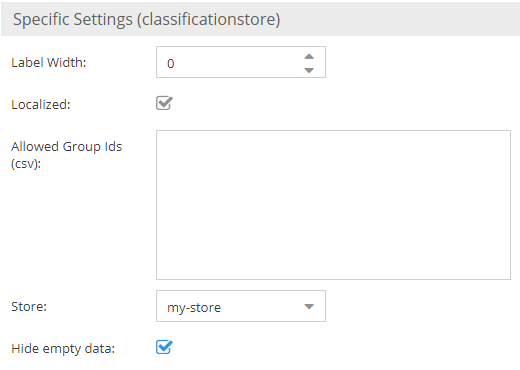 Specific Settings (classificationstore)
Label Width:
0
Localized:
Allowed Group Ids
(csv):
Store:
my-store
Hide empty data: